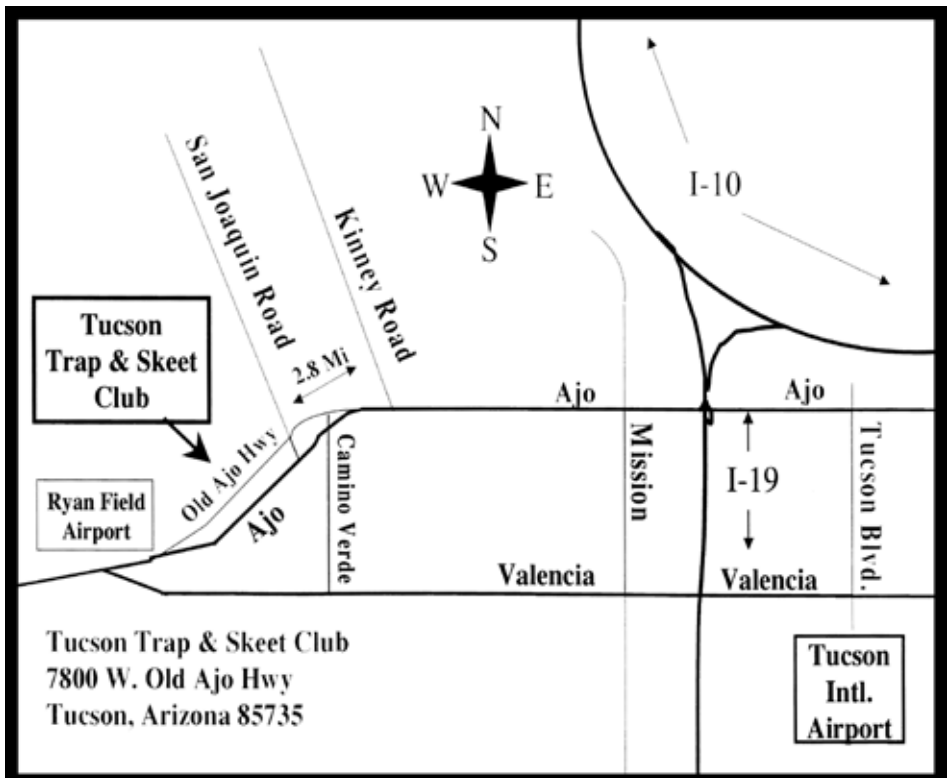 N
W
E
S
I-10
San Joaquin Road
Kinney Road
Tucson
Trap & Skeet
Club
2.8 Mi
Ajo
Ajo
Old Ajo Hwy
Ryan Field
Airport
Ajo
Camino Verde
Mission
I-19
Tucson Blvd.
Valencia
Valencia
Tucson Trap & Skeet Club
7800 W. Old Ajo Hwy
Tucson, Arizona 85735
Tucson
Intl.
Airport